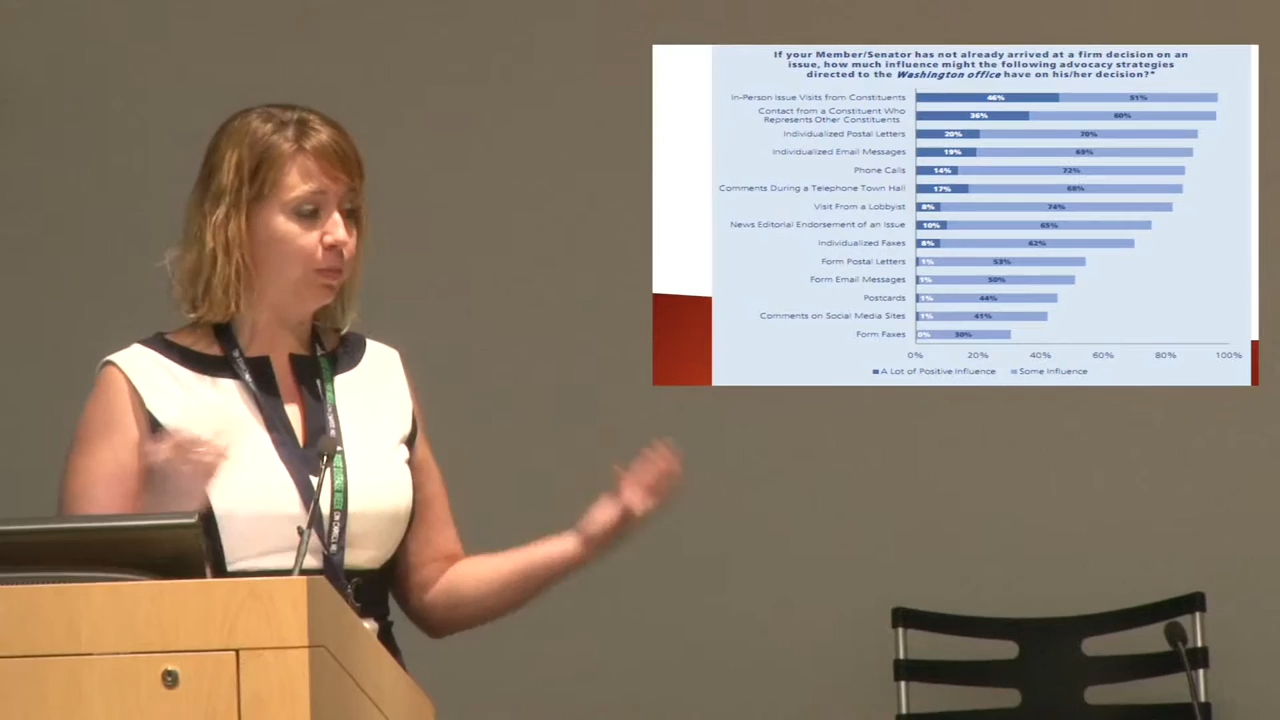 If your Member/Senator has not already arrived at a firm decision on an
issue, how much influence might the following advocacy strategies
directed to the Washington office have on his/her decision?*
In-Person Issue Visits from Constituents 46% 51%
Contact from a Constituent Who
Represents Other Constituents 36% 60%
Individualized Postal Letters 20% 70%
Individualized Email Messages 19% 69%
Phone Calls 14% 72%
Comments During a Telephone Town Hall 17% 68%
Visit From a Lobbyist 8% 74%
News Editorial Endorsement of an Issue 10% 65%
Individualized Faxes 8% 62%
Form Postal Letters 1% 53%
Form Email Messages 1% 50%
Postcards 1% 44%
Comments on Social Media Sites 1% 41%
Form Faxes 0% 30%
0% 20% 40% 60% 80% 100%
A Lot of Positive Influence Some Influence